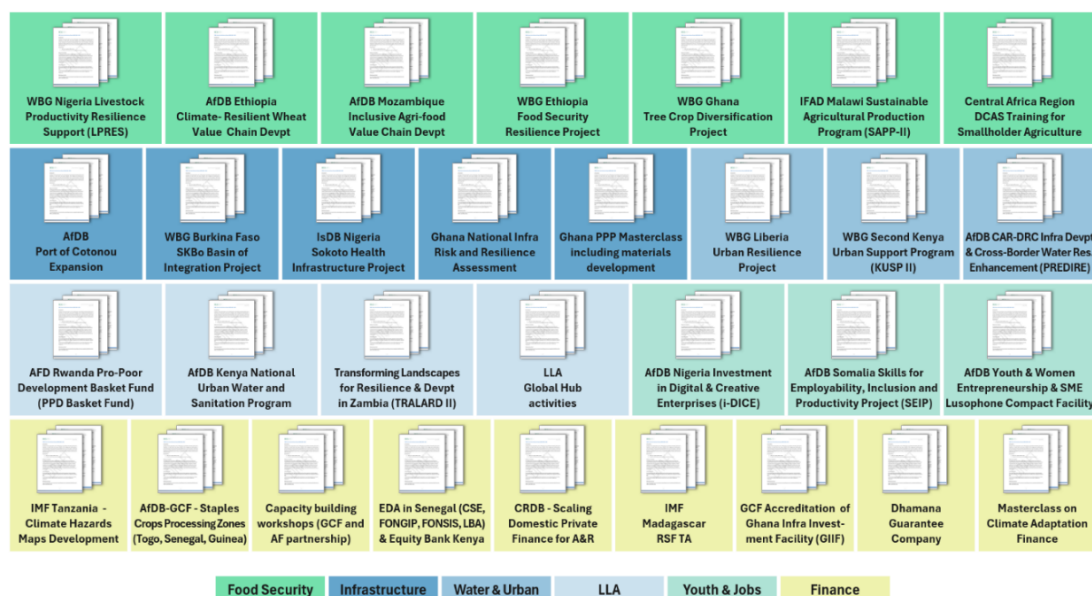 WBG Nigeria Livestock
Productivity Resilience
Support (LPRES)
AfDB Ethiopia
Climate- Resilient Wheat
Value Chain Devpt
AfDB Mozambique
Inclusive Agri-food
Value Chain Devpt
WBG Ethiopia
Food Security
Resilience Project
WBG Ghana
Tree Crop Diversification
Project
IFAD Malawi Sustainable
Agricultural Production
Program (SAPP-II)
Central Africa Region
DCAS Training for
Smallholder Agriculture
AfDB
Port of Cotonou
Expansion
WBG Burkina Faso
SKBo Basin of
Integration Project
IsDB Nigeria
Sokoto Health
Infrastructure Project
Ghana National Infra
Risk and Resilience
Assessment
Ghana PPP Masterclass
including materials
development
WBG Liberia
Urban Resilience
Project
WBG Second Kenya
Urban Support Program
(KUSP II)
AfDB CAR-DRC Infra Devpt
& Cross-Border Water Res.
Enhancement (PREDIRE)
AFD Rwanda Pro-Poor
Development Basket Fund
(PPD Basket Fund)
AfDB Kenya National
Urban Water and
Sanitation Program
Transforming Landscapes
for Resilience & Devpt
in Zambia (TRALARD II)
LLA
Global Hub
activities
AfDB Nigeria Investment
in Digital & Creative
Enterprises (i-DICE)
AfDB Somalia Skills for
Employability, Inclusion and
Productivity Project (SEIP)
AfDB Youth & Women
Entrepreneurship & SME
Lusophone Compact Facility
IMF Tanzania -
Climate Hazards
Maps Development
AfDB-GCF - Staples
Crops Processing Zones
(Togo, Senegal, Guinea)
Capacity building
workshops (GCF and
AF partnership)
EDA in Senegal (CSE,
FONGIP, FONSIS, LBA)
& Equity Bank Kenya
CRDB - Scaling
Domestic Private
Finance for A&R
IMF
Madagascar
RSF TA
GCF Accreditation of
Ghana Infra Invest-
ment Facility (GIIF)
Dhamana
Guarantee
Company
Masterclass on
Climate Adaptation
Finance
Food Security
Infrastructure
Water & Urban
LLA
Youth & Jobs
Finance